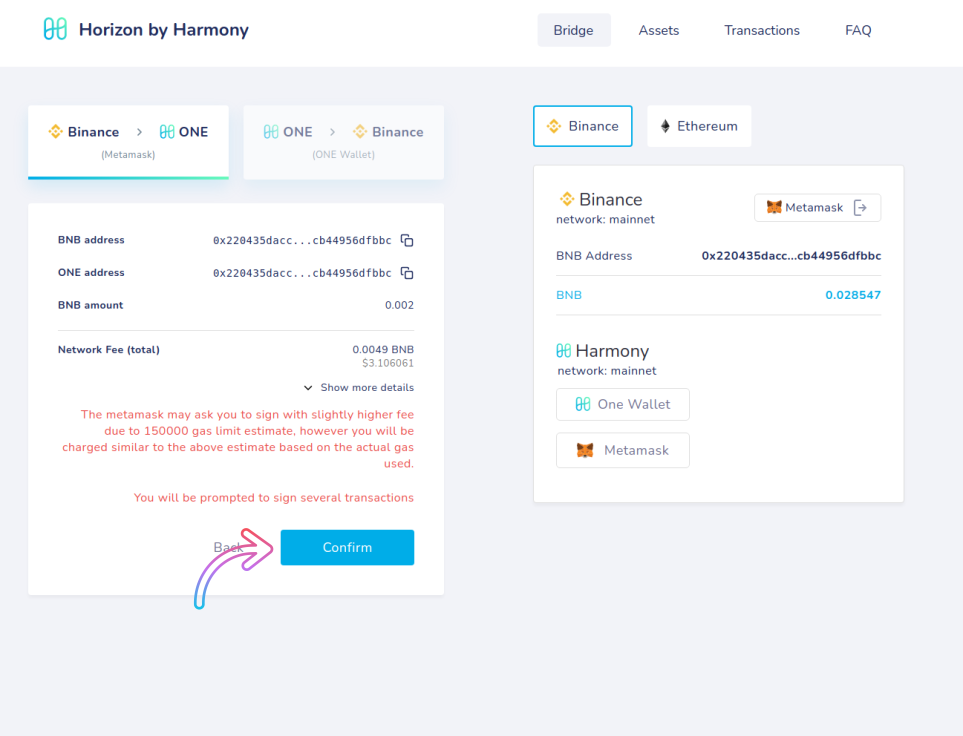 Horizon by Harmony
Bridge Assets Transactions FAQ
Binance > ONE
(Metamask)
ONE > Binance
(ONE Wallet)
BNB address 0x220435dacc...cb44956dfbbc
ONE address 0x220435dacc...cb44956dfbbc
BNB amount 0.002
Network Fee (total) 0.0049 BNB
$3.106061
Show more details
The metamask may ask you to sign with slightly higher fee
due to 150000 gas limit estimate, however you will be
charged similar to the above estimate based on the actual gas
used.
You will be prompted to sign several transactions
Back Confirm
Binance Ethereum
Binance
network: mainnet
Metamask
BNB Address 0x220435dacc...cb44956dfbbc
BNB 0.028547
Harmony
network: mainnet
One Wallet
Metamask